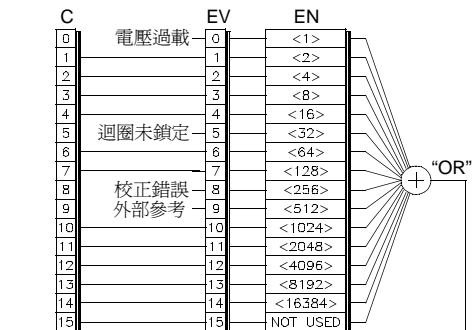 C EV EN
0 電壓過載 0 <1>
1 1 <2>
2 2 <4>
3 3 <8>
4 4 <16>
5 迴圈未鎖定 5 <32>
6 6 <64>
7 7 <128>
8 校正錯誤 8 <256>
9 外部參考 9 <512>
10 10 <1024>
11 11 <2048>
12 12 <4096>
13 13 <8192>
14 14 <16384>
15 15 NOT USED
+ “OR”